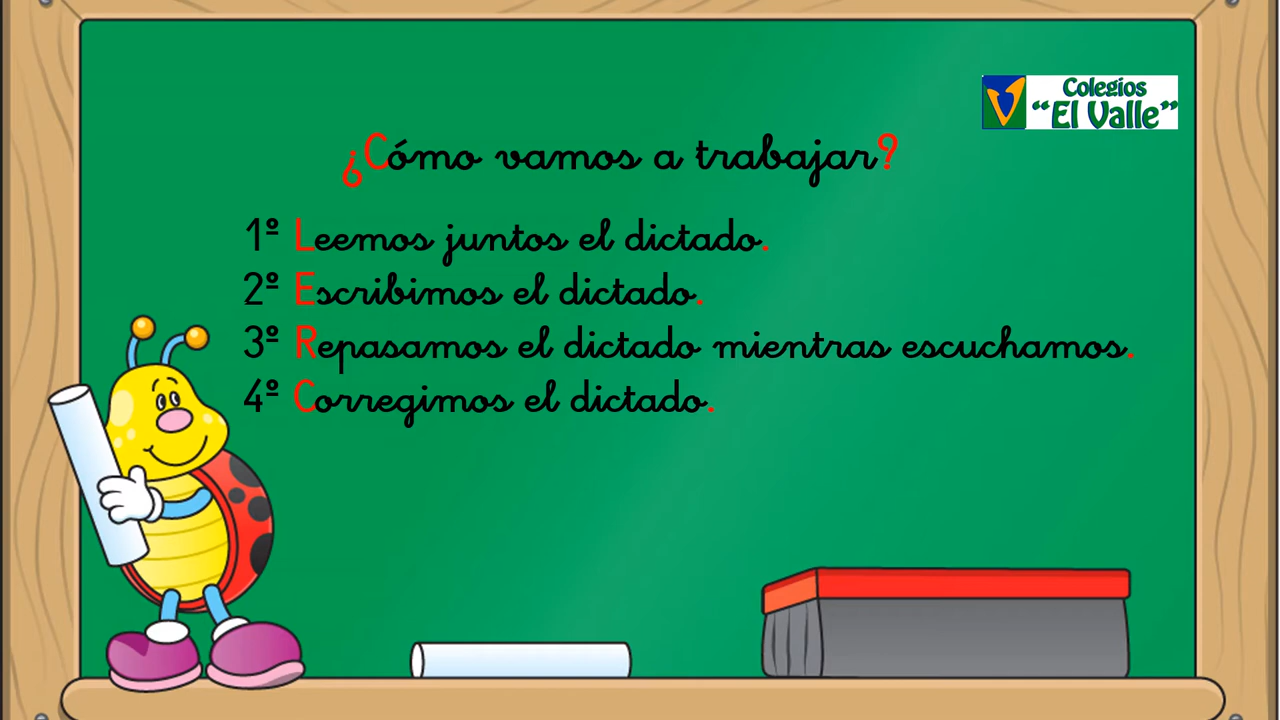 Colegios
“El Valle”
¿Cómo vamos a trabajar?
1º Leemos juntos el dictado.
2º Escribimos el dictado.
3º Repasamos el dictado mientras escuchamos.
4º Corregimos el dictado.